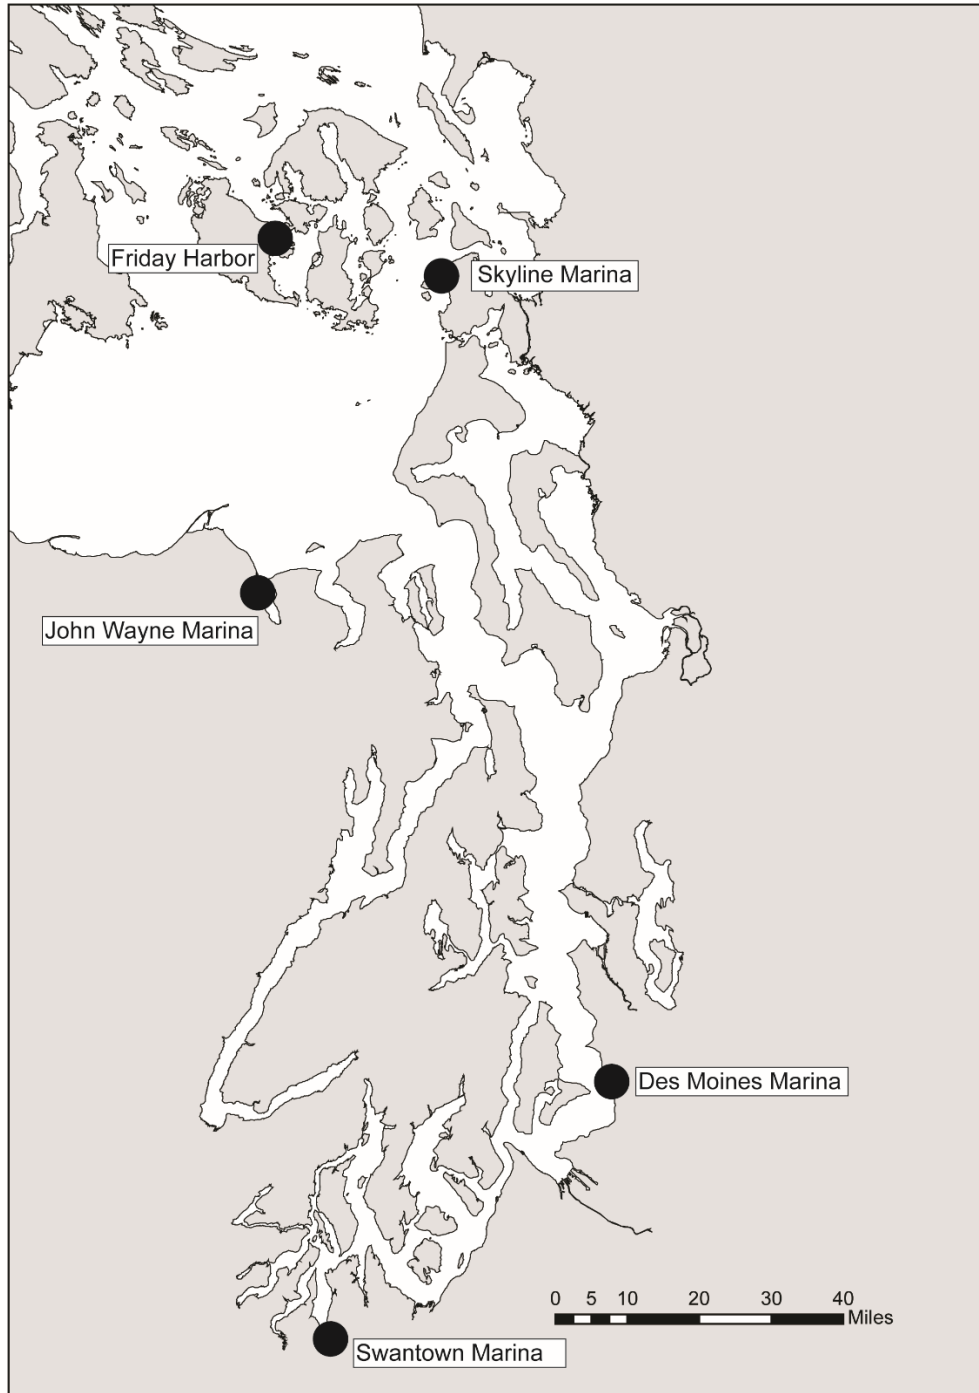 Friday Harbor
Skyline Marina
John Wayne Marina
Des Moines Marina
0 5 10 20 30 40
Miles
Swantown Marina